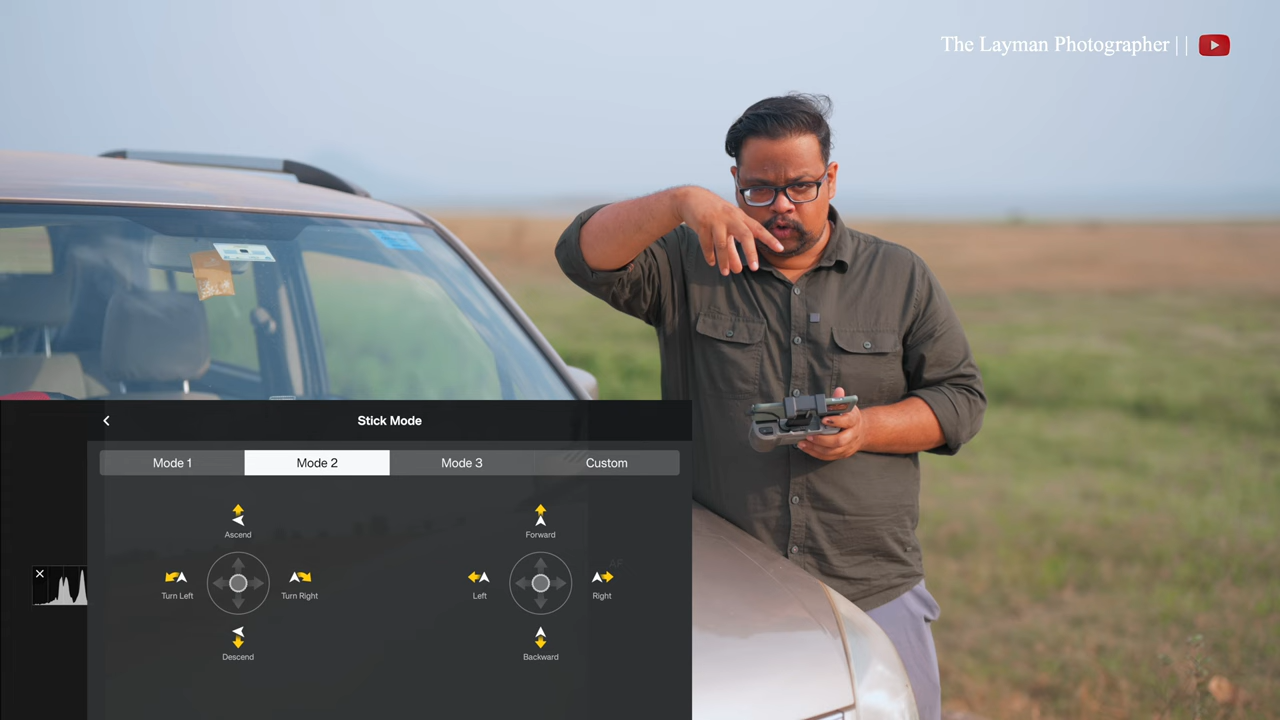 The Layman Photographer ||
Stick Mode
Mode 1
Mode 2
Mode 3
Custom
Ascend
Forward
Turn Left
Turn Right
Left
Right
Descend
Backward